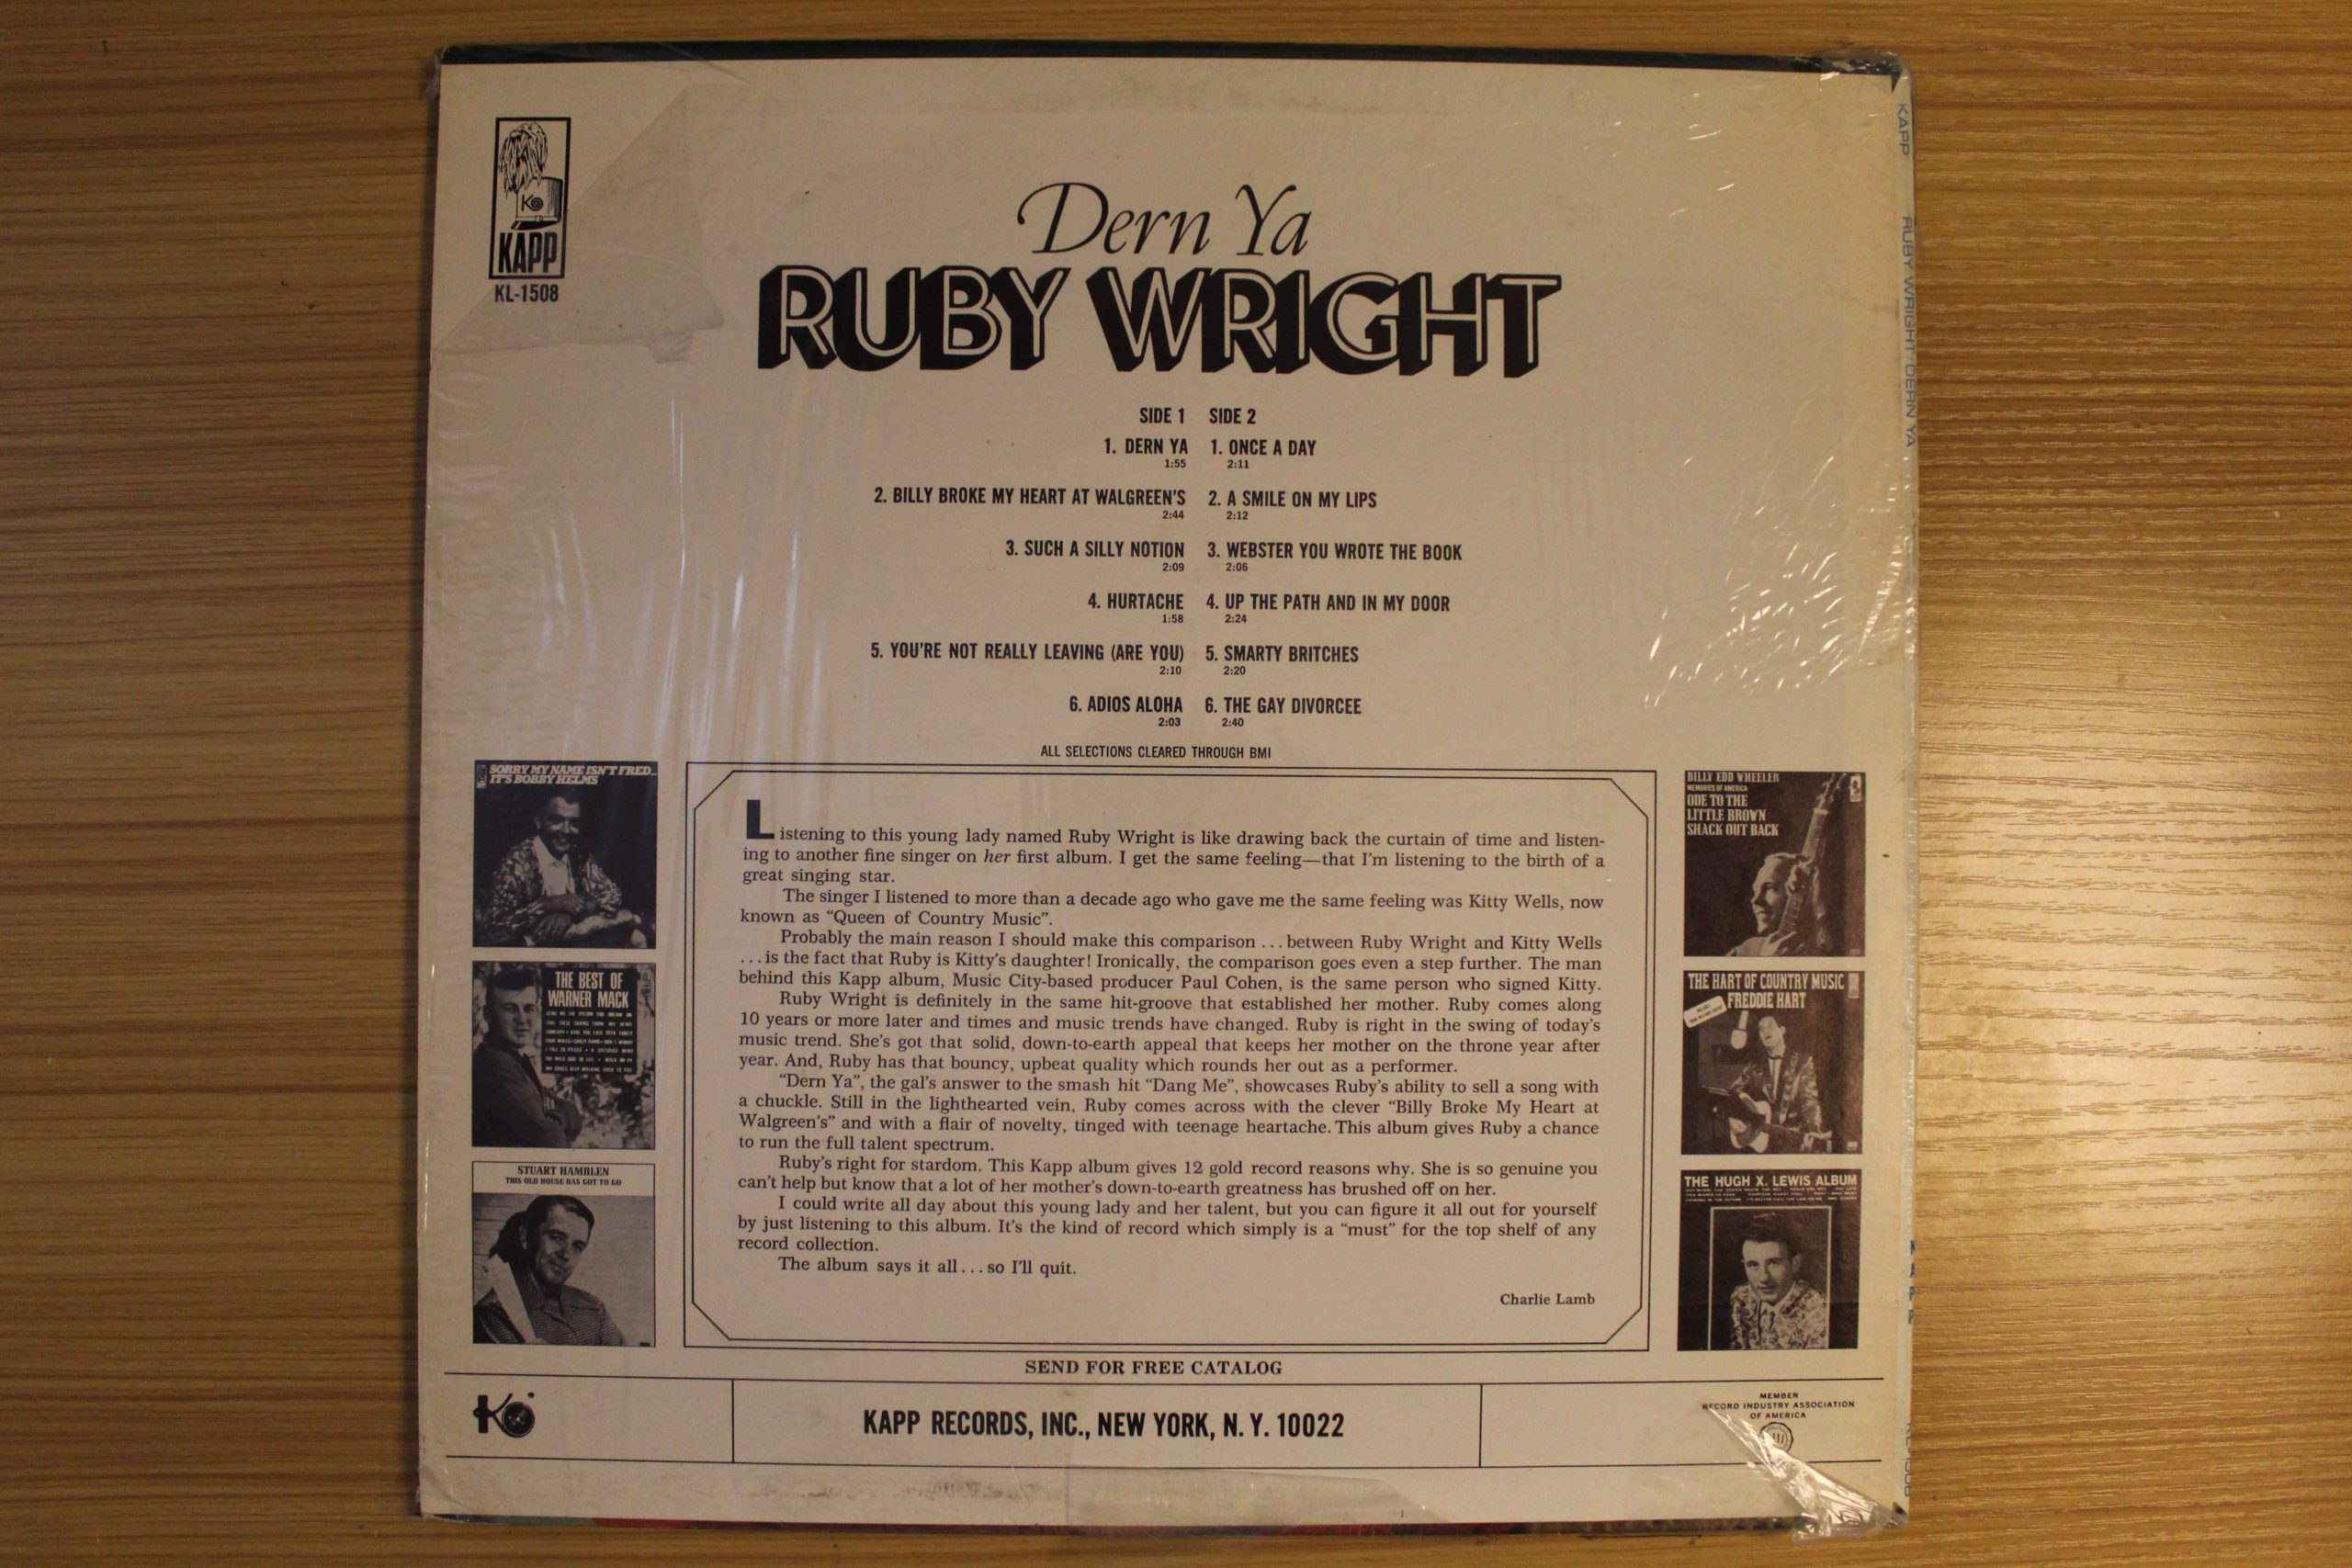 KAPP
KL-1508
Dern Ya
RUBY WRIGHT
SIDE 1
1. DERN YA
1:55
2. BILLY BROKE MY HEART AT WALGREEN'S
2:44
3. SUCH A SILLY NOTION
2:09
4. HURTACHE
1:58
5. YOU'RE NOT REALLY LEAVING (ARE YOU)
2:10
6. ADIOS ALOHA
2:03
SIDE 2
1. ONCE A DAY
2:11
2. A SMILE ON MY LIPS
2:12
3. WEBSTER YOU WROTE THE BOOK
2:06
4. UP THE PATH AND IN MY DOOR
2:24
5. SMARTY BRITCHES
2:20
6. THE GAY DIVORCEE
2:40
ALL SELECTIONS CLEARED THROUGH BMI
SORRY MY NAME ISN'T FRED...
IT'S BOBBY HELMS
THE BEST OF
WARNER MACK
STUART HAMBLEN
THIS OLD HOUSE HAS GOT TO GO
Listening to this young lady named Ruby Wright is like drawing back the curtain of time and listen-
ing to another fine singer on her first album. I get the same feeling—that I'm listening to the birth of a
great singing star.
The singer I listened to more than a decade ago who gave me the same feeling was Kitty Wells, now
known as “Queen of Country Music”.
Probably the main reason I should make this comparison ... between Ruby Wright and Kitty Wells
... is the fact that Ruby is Kitty's daughter! Ironically, the comparison goes even a step further. The man
behind this Kapp album, Music City-based producer Paul Cohen, is the same person who signed Kitty.
Ruby Wright is definitely in the same hit-groove that established her mother. Ruby comes along
10 years or more later and times and music trends have changed. Ruby is right in the swing of today's
music trend. She's got that solid, down-to-earth appeal that keeps her mother on the throne year after
year. And, Ruby has that bouncy, upbeat quality which rounds her out as a performer.
“Dern Ya”, the gal's answer to the smash hit “Dang Me”, showcases Ruby's ability to sell a song with
a chuckle. Still in the lighthearted vein, Ruby comes across with the clever “Billy Broke My Heart at
Walgreen's” and with a flair of novelty, tinged with teenage heartache. This album gives Ruby a chance
to run the full talent spectrum.
Ruby's right for stardom. This Kapp album gives 12 gold record reasons why. She is so genuine you
can't help but know that a lot of her mother's down-to-earth greatness has brushed off on her.
I could write all day about this young lady and her talent, but you can figure it all out for yourself
by just listening to this album. It's the kind of record which simply is a “must” for the top shelf of any
record collection.
The album says it all ... so I'll quit.
Charlie Lamb
BILLY EDD WHEELER
MEMORIES OF AMERICA
ODE TO THE
LITTLE BROWN
SHACK OUT BACK
THE HART OF COUNTRY MUSIC
FREDDIE HART
THE HUGH X. LEWIS ALBUM
SEND FOR FREE CATALOG
KAPP RECORDS, INC., NEW YORK, N. Y. 10022
MEMBER
RECORD INDUSTRY ASSOCIATION
OF AMERICA
KAPP RUBY WRIGHT/DERN YA
KAPP